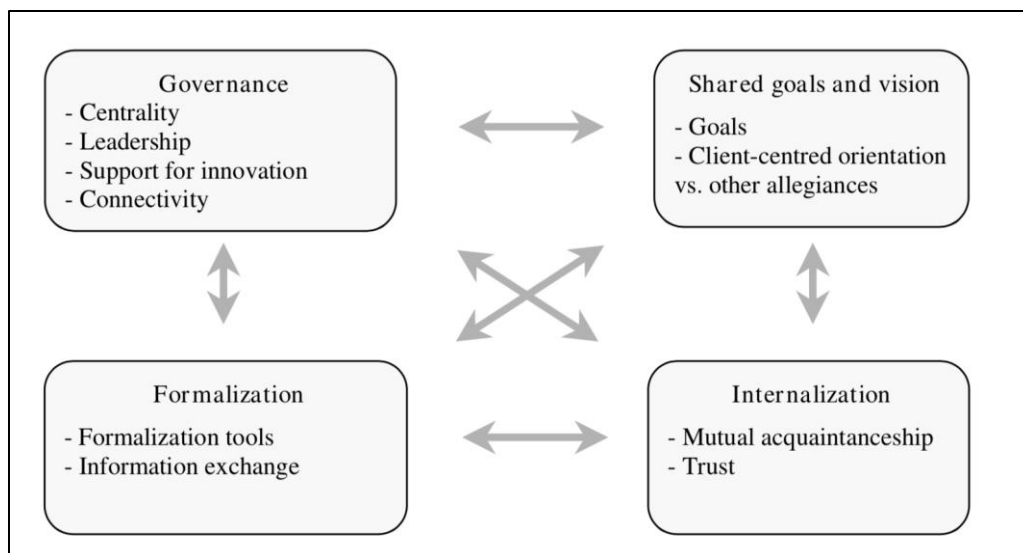 Governance
- Centrality
- Leadership
- Support for innovation
- Connectivity
Shared goals and vision
- Goals
- Client-centred orientation
vs. other allegiances
Formalization
- Formalization tools
- Information exchange
Internalization
- Mutual acquaintanceship
- Trust